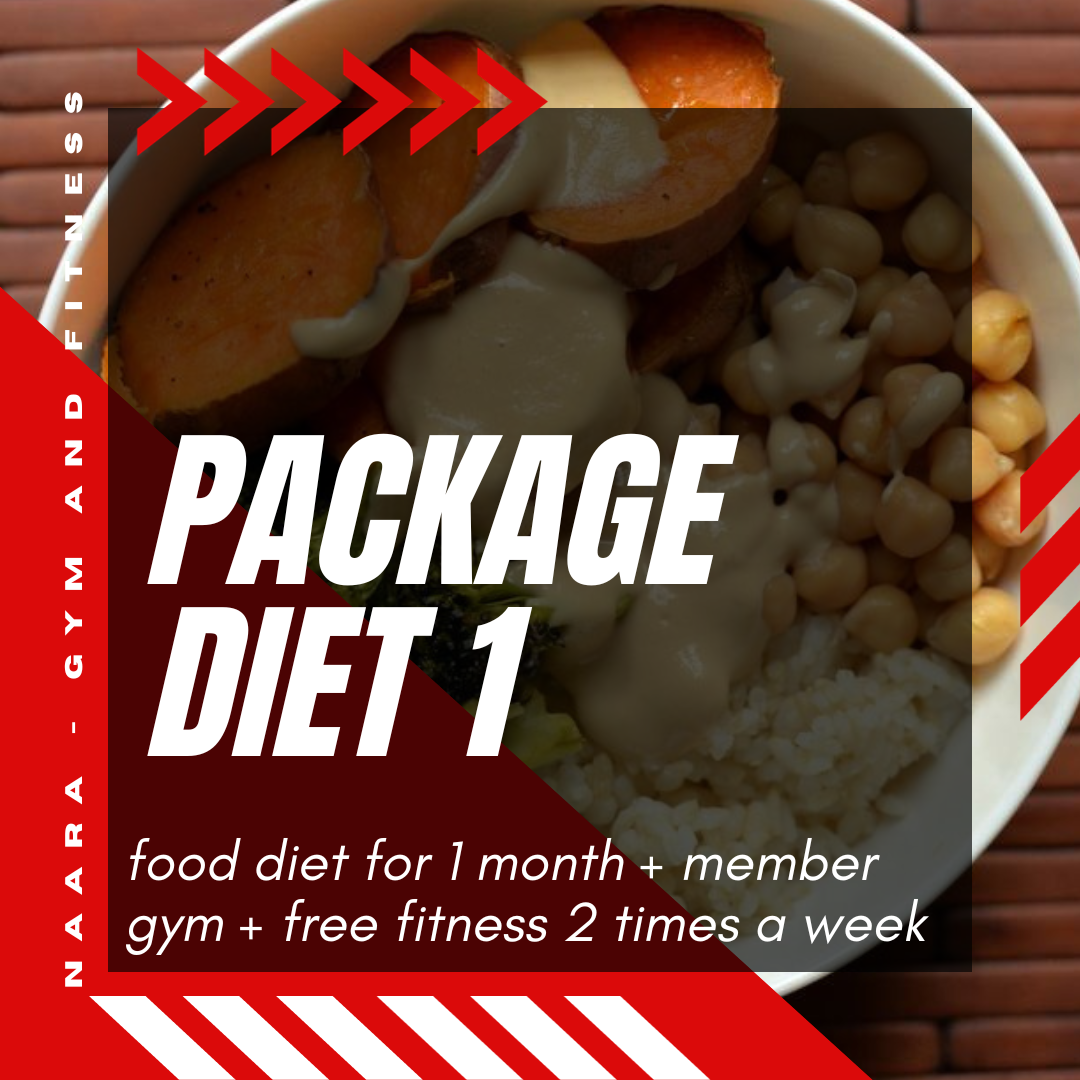 NAARA - GYM AND FITNESS
PACKAGE
DIET 1
food diet for 1 month + member
gym + free fitness 2 times a week